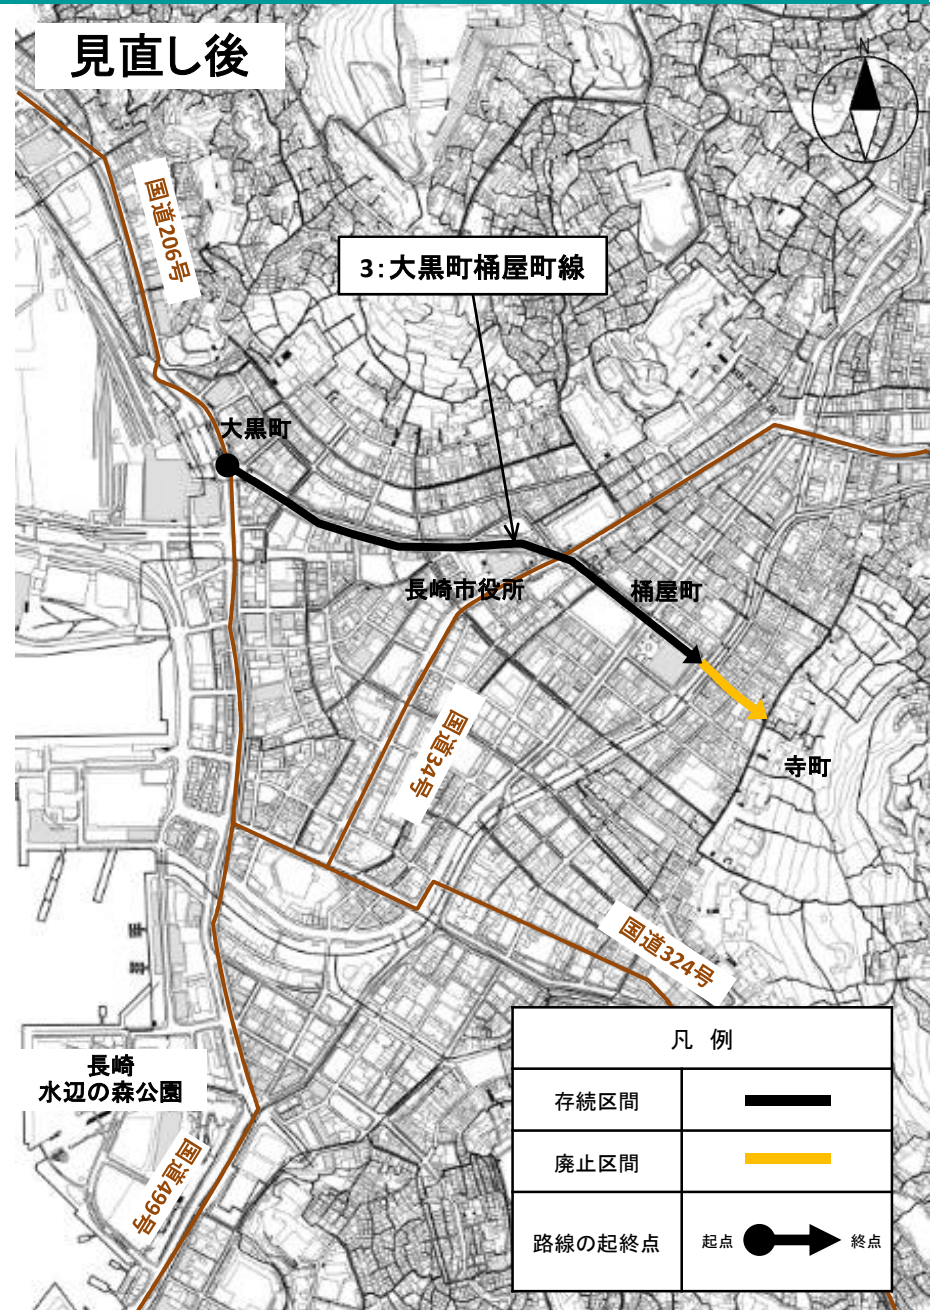 見直し後
N
国道206号
3：大黒町桶屋町線
大黒町
長崎市役所
桶屋町
国道34号
寺町
国道324号
長崎
水辺の森公園
国道499号
凡 例
存続区間
廃止区間
路線の起終点
起点
終点